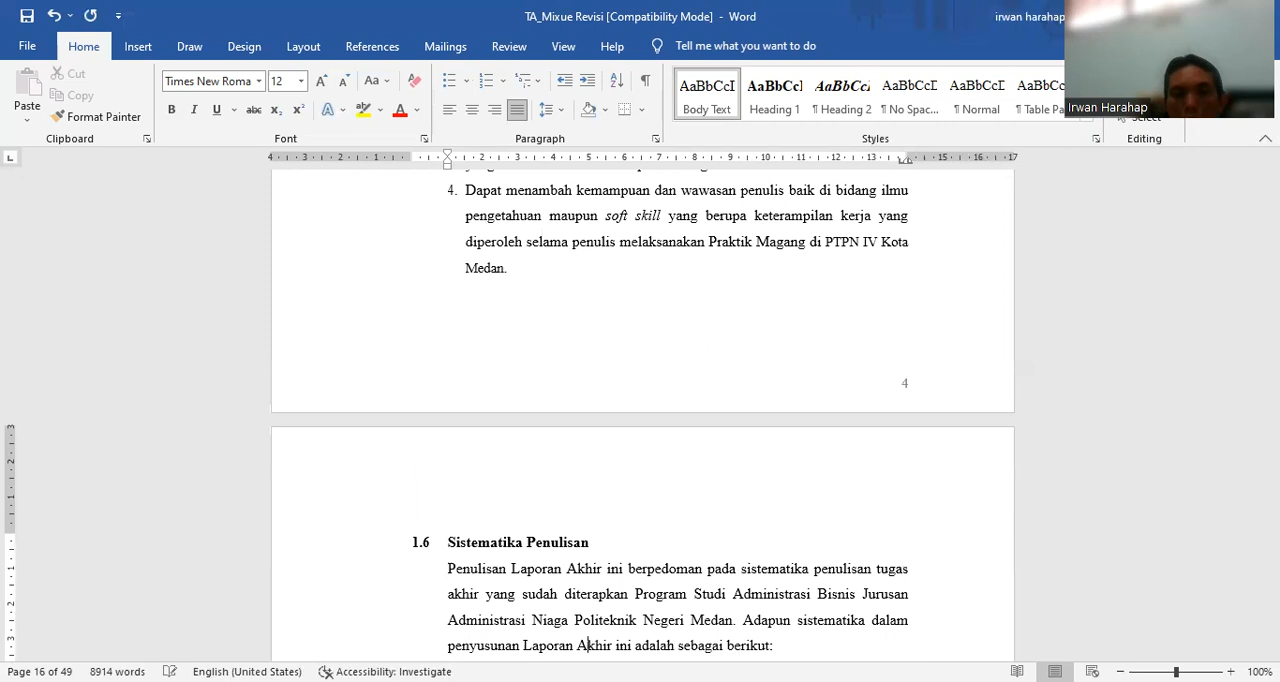 TA_Mixue Revisi [Compatibility Mode] - Word
irwan harahap
File Home Insert Draw Design Layout References Mailings Review View Help Tell me what you want to do
Paste
Cut
Copy
Format Painter
Clipboard
Times New Roma 12
Font
Paragraph
AaBbCcI AaBbCcl AaBbCcI AaBbCcI AaBbCcI AaBbCc
Body Text Heading 1 ¶ Heading 2 ¶ No Spac... ¶ Normal ¶ Table Pa
Styles
Select
Editing
Irwan Harahap
4. Dapat menambah kemampuan dan wawasan penulis baik di bidang ilmu
pengetahuan maupun soft skill yang berupa keterampilan kerja yang
diperoleh selama penulis melaksanakan Praktik Magang di PTPN IV Kota
Medan.
4
1.6 Sistematika Penulisan
Penulisan Laporan Akhir ini berpedoman pada sistematika penulisan tugas
akhir yang sudah diterapkan Program Studi Administrasi Bisnis Jurusan
Administrasi Niaga Politeknik Negeri Medan. Adapun sistematika dalam
penyusunan Laporan Akhir ini adalah sebagai berikut:
Page 16 of 49 8914 words English (United States) Accessibility: Investigate 100%